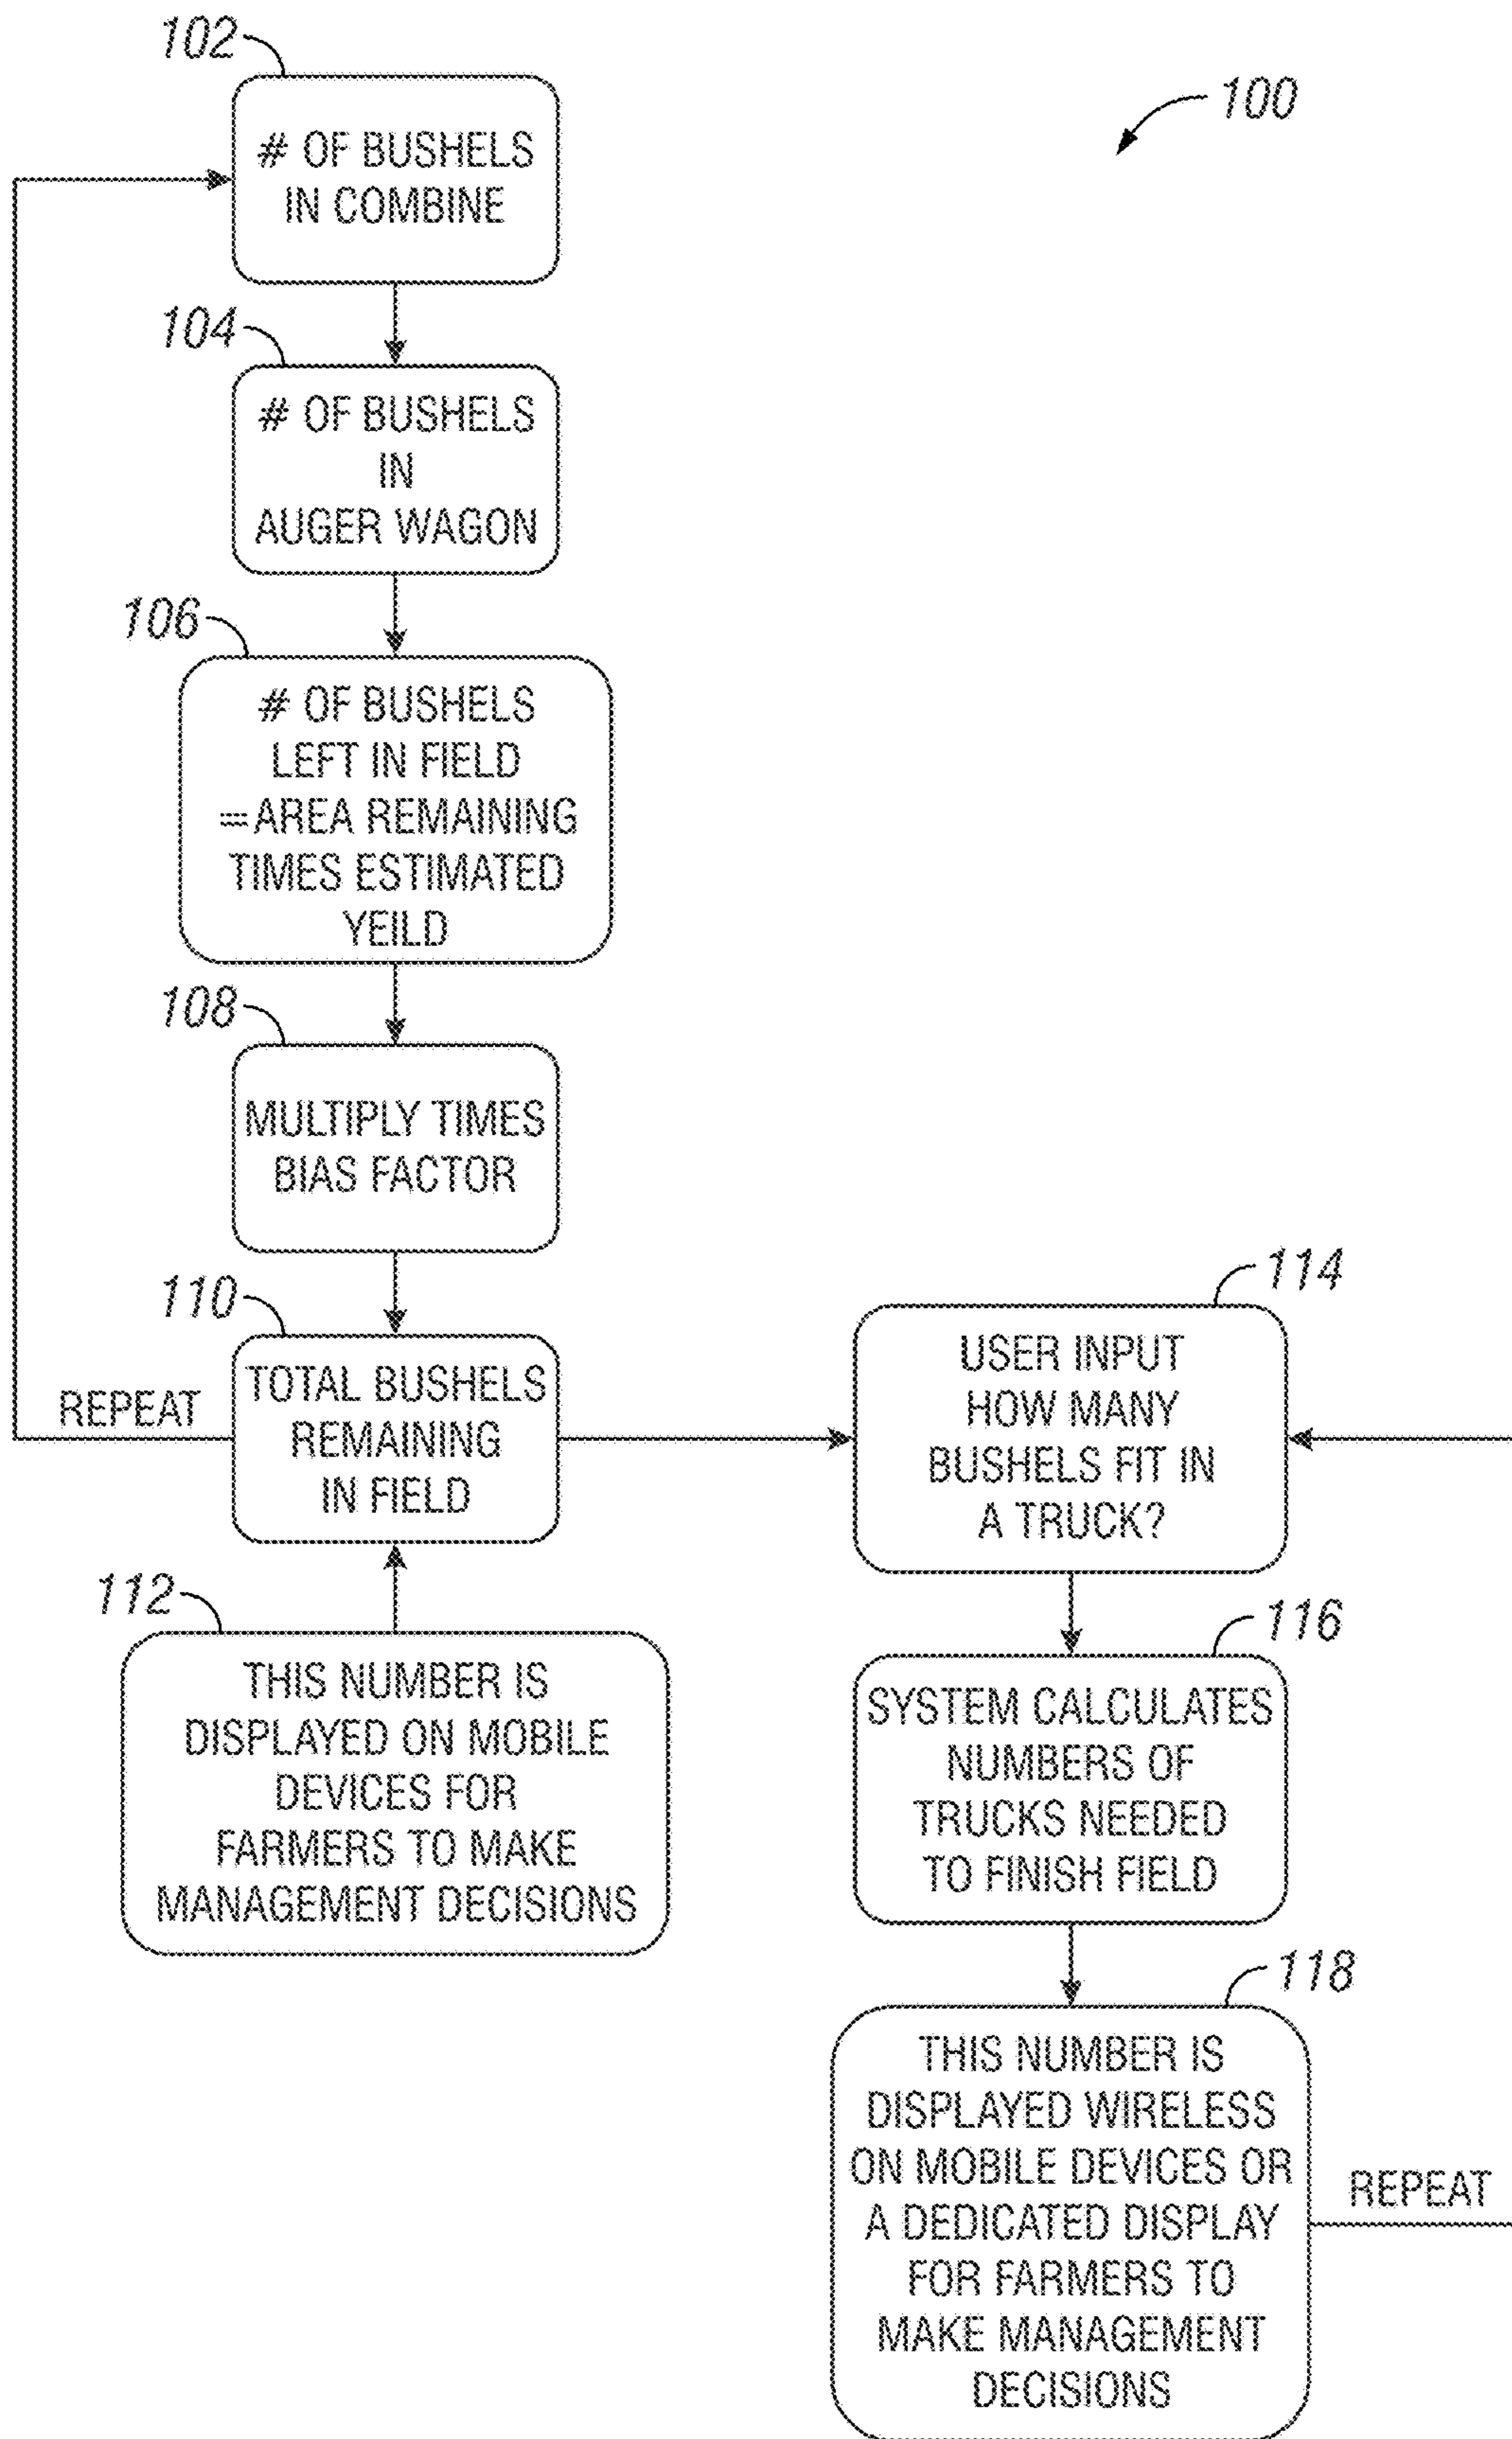 102
100
# OF BUSHELS
IN COMBINE
104
# OF BUSHELS
IN
AUGER WAGON
106
# OF BUSHELS
LEFT IN FIELD
=AREA REMAINING
TIMES ESTIMATED
YEILD
108
MULTIPLY TIMES
BIAS FACTOR
110
REPEAT
TOTAL BUSHELS
REMAINING
IN FIELD
112
THIS NUMBER IS
DISPLAYED ON MOBILE
DEVICES FOR
FARMERS TO MAKE
MANAGEMENT DECISIONS
114
USER INPUT
HOW MANY
BUSHELS FIT IN
A TRUCK?
116
SYSTEM CALCULATES
NUMBERS OF
TRUCKS NEEDED
TO FINISH FIELD
118
THIS NUMBER IS
DISPLAYED WIRELESS
ON MOBILE DEVICES OR
A DEDICATED DISPLAY
FOR FARMERS TO
MAKE MANAGEMENT
DECISIONS
REPEAT